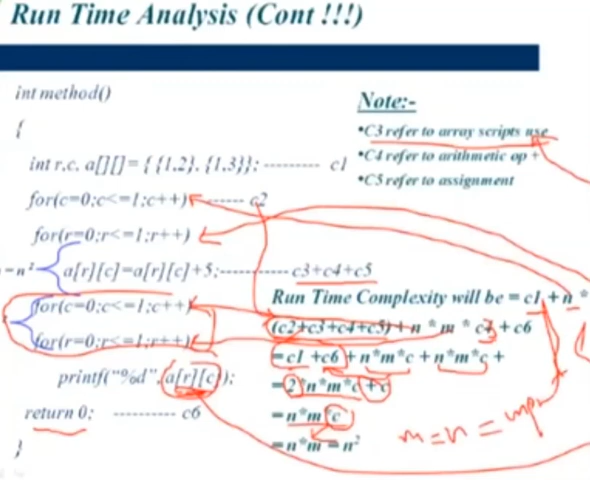 Run Time Analysis (Cont !!!)
int method()
{
int r,c, a[][]= { {1,2}, {1,3}}; --------- c1
for(c=0;c<=1;c++) ------ c2
for(r=0;r<=1;r++)
=n²
a[r][c]=a[r][c]+5;----------- c3+c4+c5
for(c=0;c<=1;c++)
for(r=0;r<=1;r++)
printf("%d",a[r][c]);
return 0; ---------- c6
}
Note:-
•C3 refer to array scripts use
•C4 refer to arithmetic op +
•C5 refer to assignment
Run Time Complexity will be = c1 + n *
(c2+c3+c4+c5) + n * m * c3 + c6
=c1 +c6 + n*m*c + n*m*c +
=2*n*m*c +c
=n*m*c
=n*m = n²
m=n =